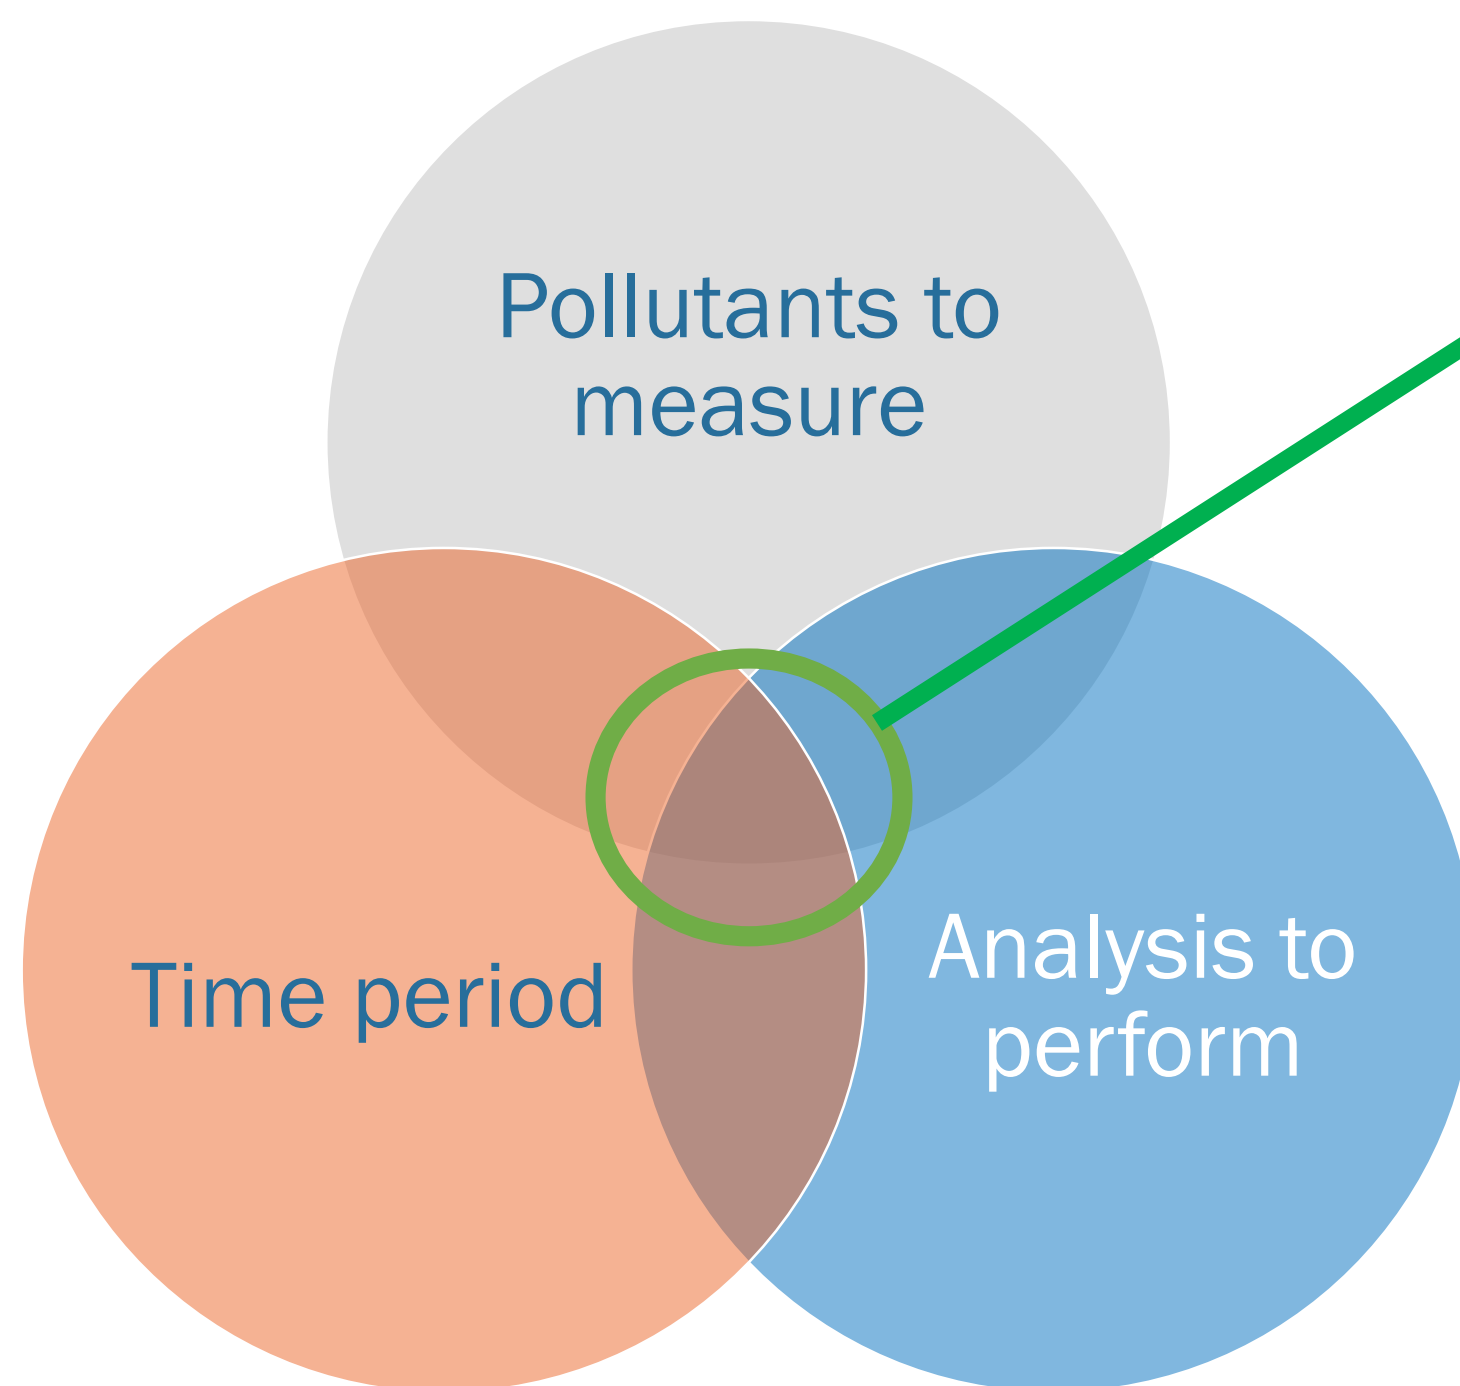 Pollutants to
measure
Time period
Analysis to
perform